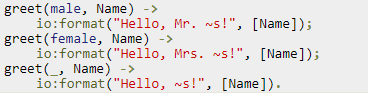 greet(male, Name) ->
    io:format("Hello, Mr. ~s!", [Name]);
greet(female, Name) ->
    io:format("Hello, Mrs. ~s!", [Name]);
greet(_, Name) ->
    io:format("Hello, ~s!", [Name]).